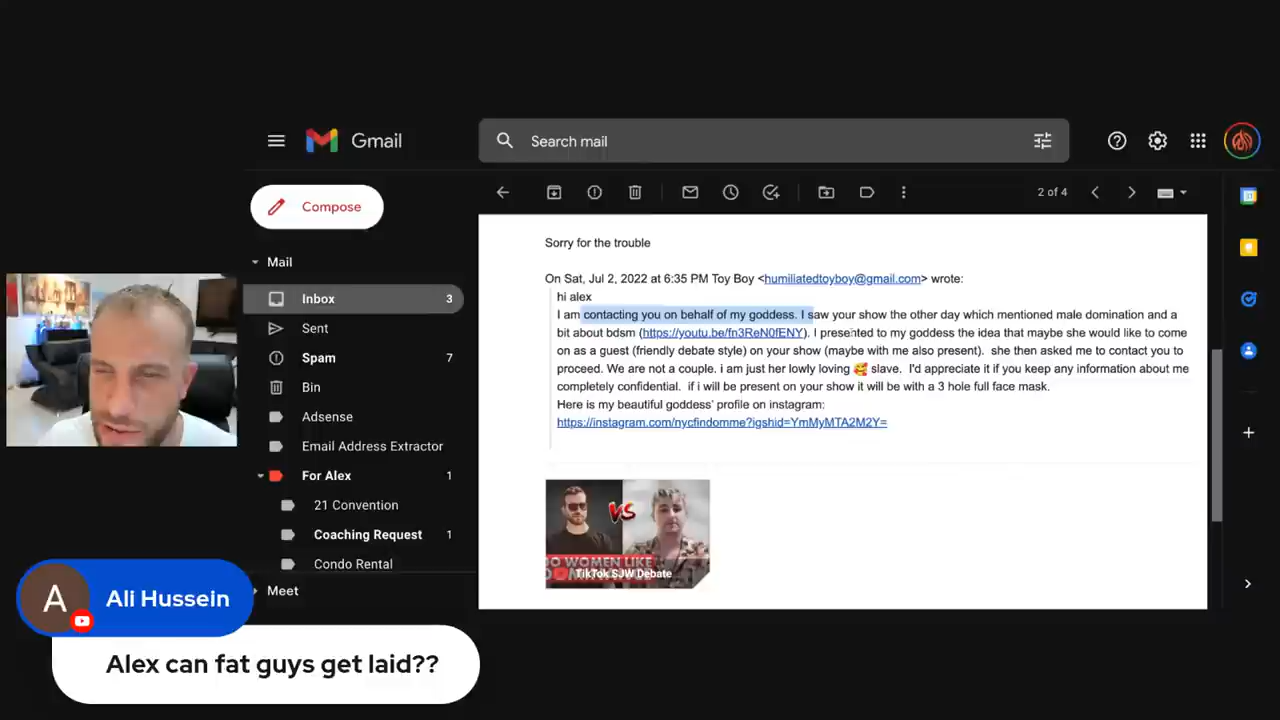 Gmail
Search mail
Compose
2 of 4
Mail
Inbox 3
Sent
Spam 7
Bin
Adsense
Email Address Extractor
For Alex 1
21 Convention
Coaching Request 1
Condo Rental
Meet
Sorry for the trouble
On Sat, Jul 2, 2022 at 6:35 PM Toy Boy <humiliatedtoyboy@gmail.com> wrote:
hi alex
I am contacting you on behalf of my goddess. I saw your show the other day which mentioned male domination and a
bit about bdsm (https://youtu.be/fn3ReN0fENY). I presented to my goddess the idea that maybe she would like to come
on as a guest (friendly debate style) on your show (maybe with me also present).  she then asked me to contact you to
proceed. We are not a couple. i am just her lowly loving 🥰 slave.  I'd appreciate it if you keep any information about me
completely confidential.  if i will be present on your show it will be with a 3 hole full face mask.
Here is my beautiful goddess' profile on instagram:
https://instagram.com/nycfindomme?igshid=YmMyMTA2M2Y=
VS
DO WOMEN LIKE
TikTok SJW Debate
A
Ali Hussein
Alex can fat guys get laid??